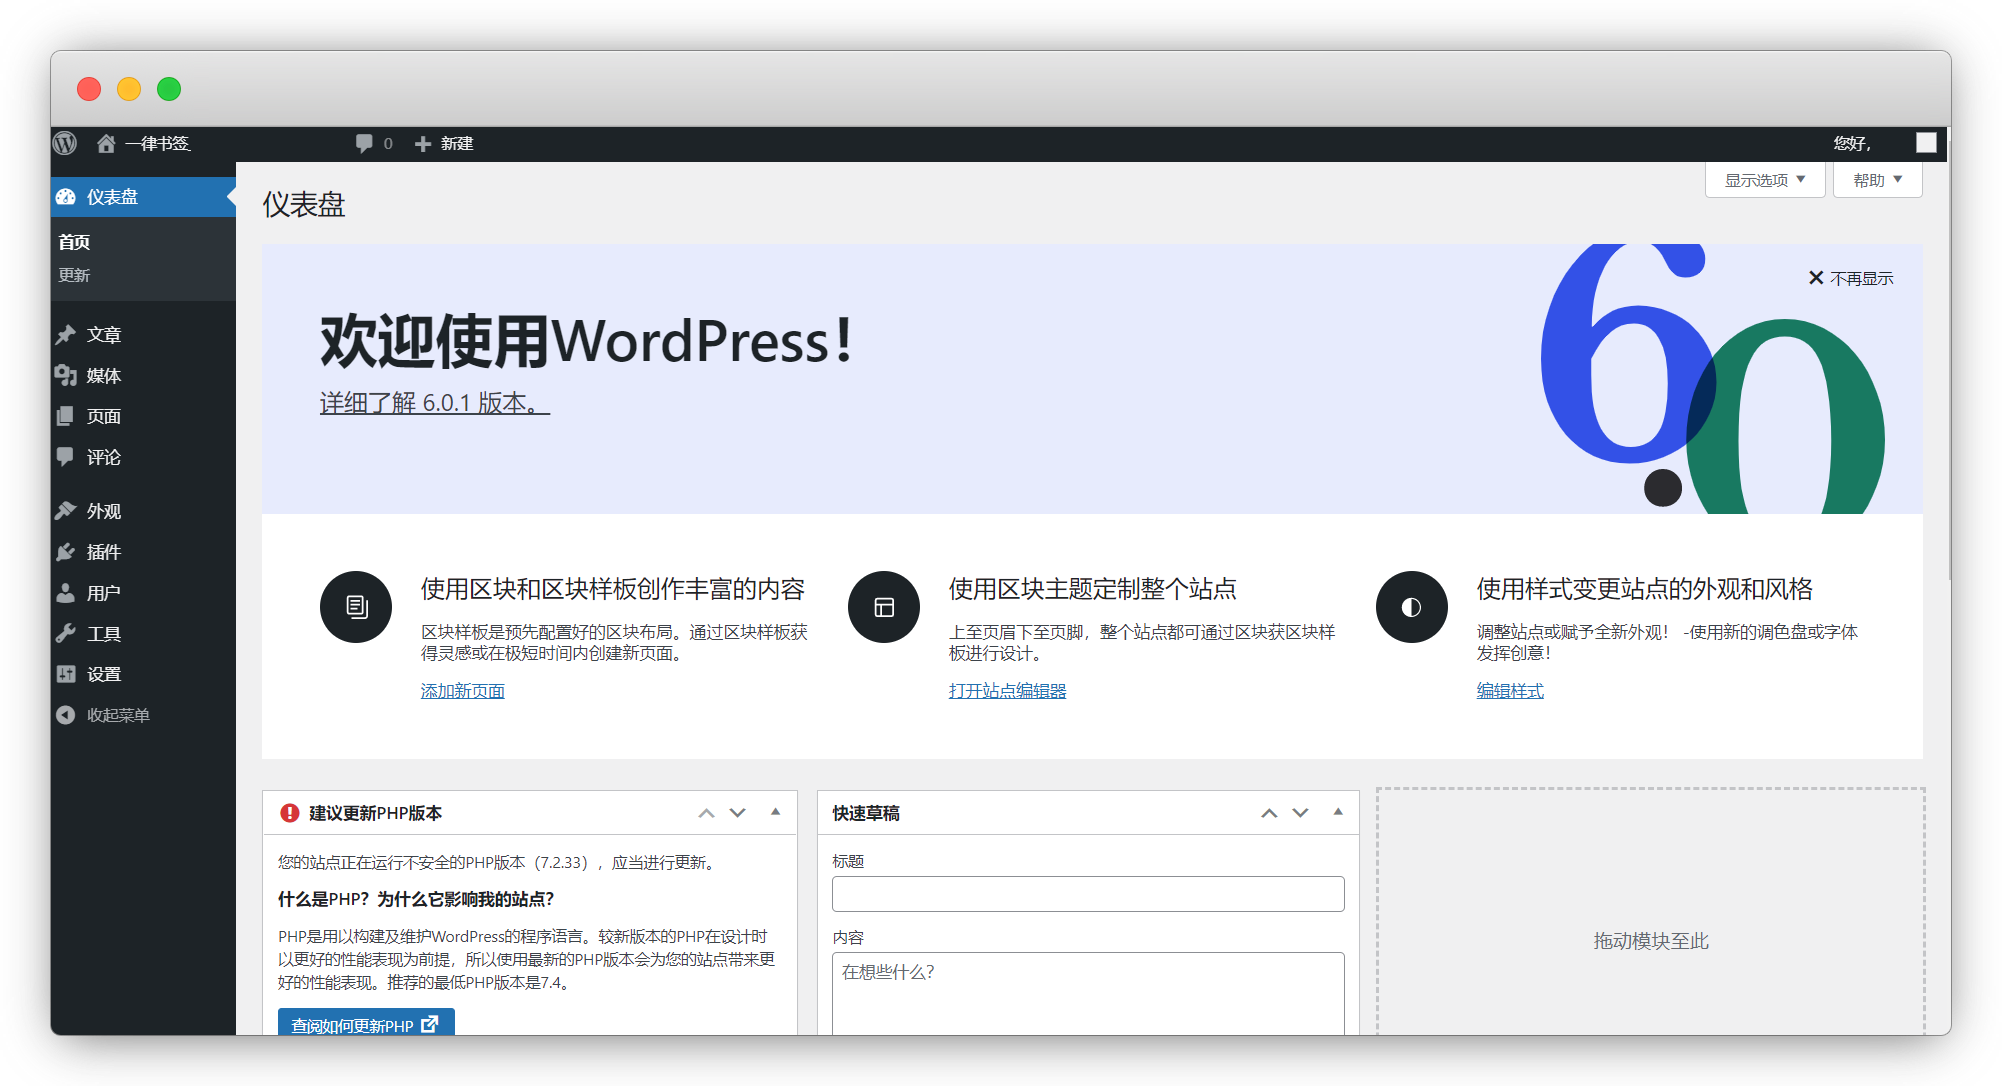 一律书签
0
新建
您好,
仪表盘
首页
更新
文章
媒体
页面
评论
外观
插件
用户
工具
设置
收起菜单
显示选项
帮助
仪表盘
不再显示
欢迎使用WordPress！
详细了解 6.0.1 版本。
6.0
使用区块和区块样板创作丰富的内容
区块样板是预先配置好的区块布局。通过区块样板获
得灵感或在极短时间内创建新页面。
添加新页面
使用区块主题定制整个站点
上至页眉下至页脚，整个站点都可通过区块获区块样
板进行设计。
打开站点编辑器
使用样式变更站点的外观和风格
调整站点或赋予全新外观！ -使用新的调色盘或字体
发挥创意！
编辑样式
建议更新PHP版本
您的站点正在运行不安全的PHP版本（7.2.33），应当进行更新。
什么是PHP？为什么它影响我的站点？
PHP是用以构建及维护WordPress的程序语言。较新版本的PHP在设计时
以更好的性能表现为前提，所以使用最新的PHP版本会为您的站点带来更
好的性能表现。推荐的最低PHP版本是7.4。
查阅如何更新PHP
快速草稿
标题
内容
在想些什么？
拖动模块至此